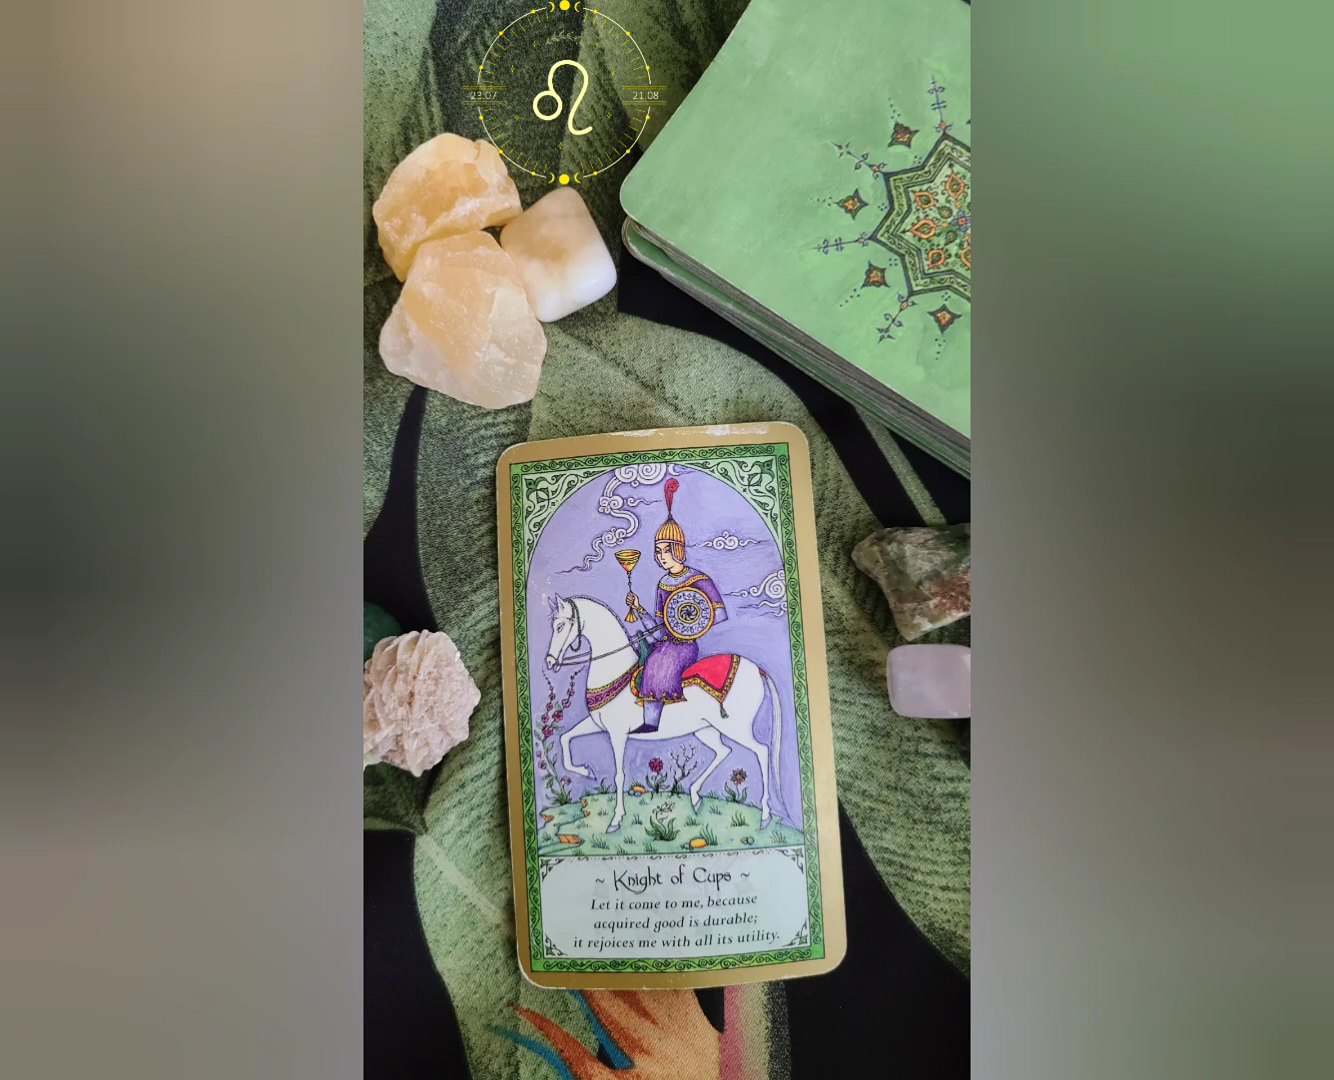 23.07
21.08
~ Knight of Cups ~
Let it come to me, because
acquired good is durable;
it rejoices me with all its utility.